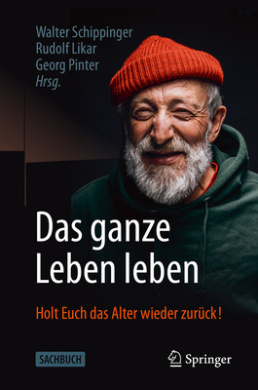 Walter Schippinger
Rudolf Likar
Georg Pinter
Hrsg.
Das ganze
Leben leben
Holt Euch das Alter wieder zurück!
SACHBUCH
Springer